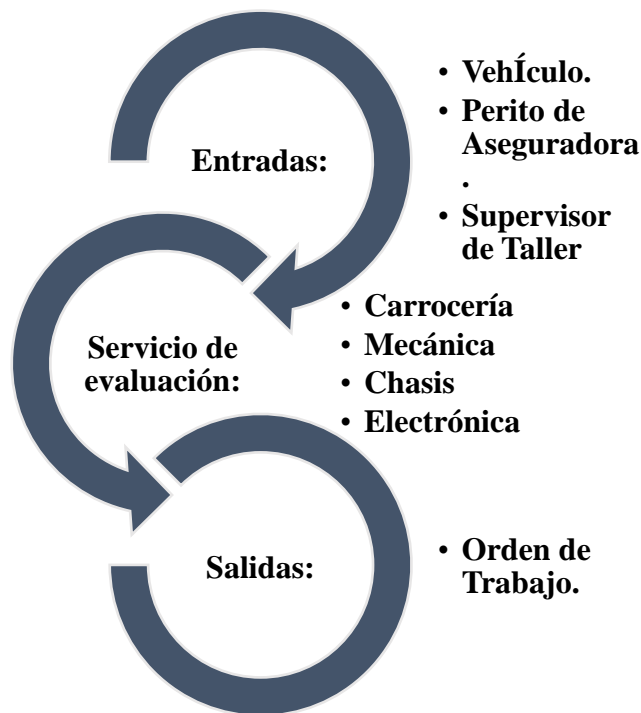 Entradas:
• VehÍculo.
• Perito de
Aseguradora
.
• Supervisor
de Taller
Servicio de
evaluación:
• Carrocería
• Mecánica
• Chasis
• Electrónica
Salidas:
• Orden de
Trabajo.